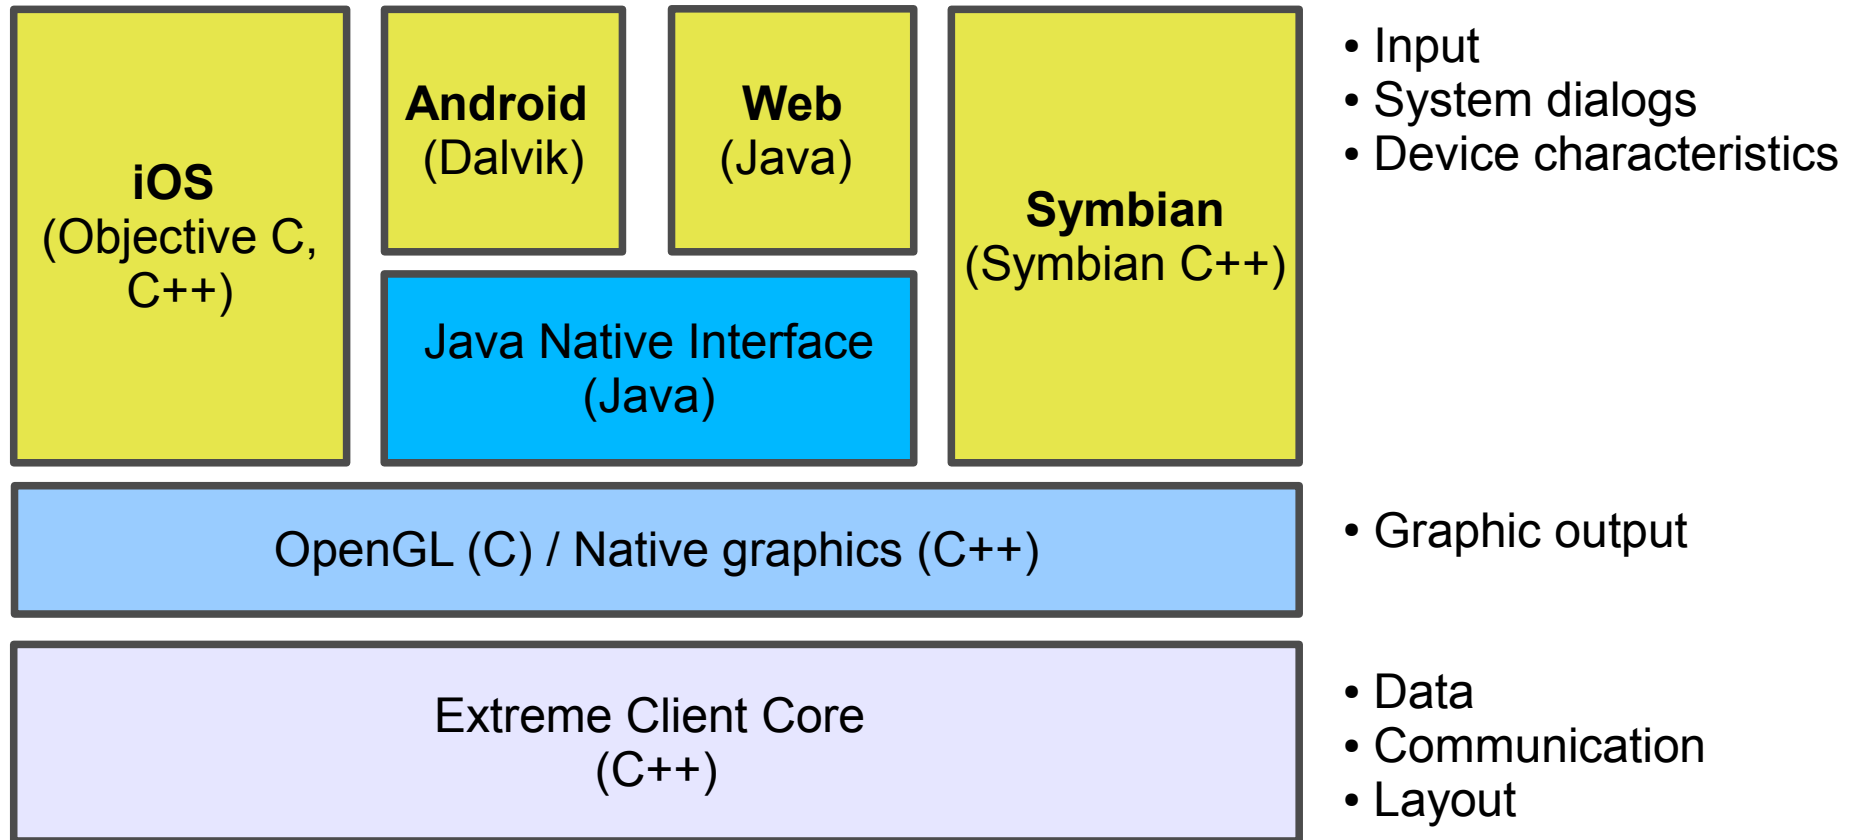 iOS
(Objective C,
C++)
Android
(Dalvik)
Web
(Java)
Symbian
(Symbian C++)
Java Native Interface
(Java)
• Input
• System dialogs
• Device characteristics
OpenGL (C) / Native graphics (C++)
• Graphic output
Extreme Client Core
(C++)
• Data
• Communication
• Layout